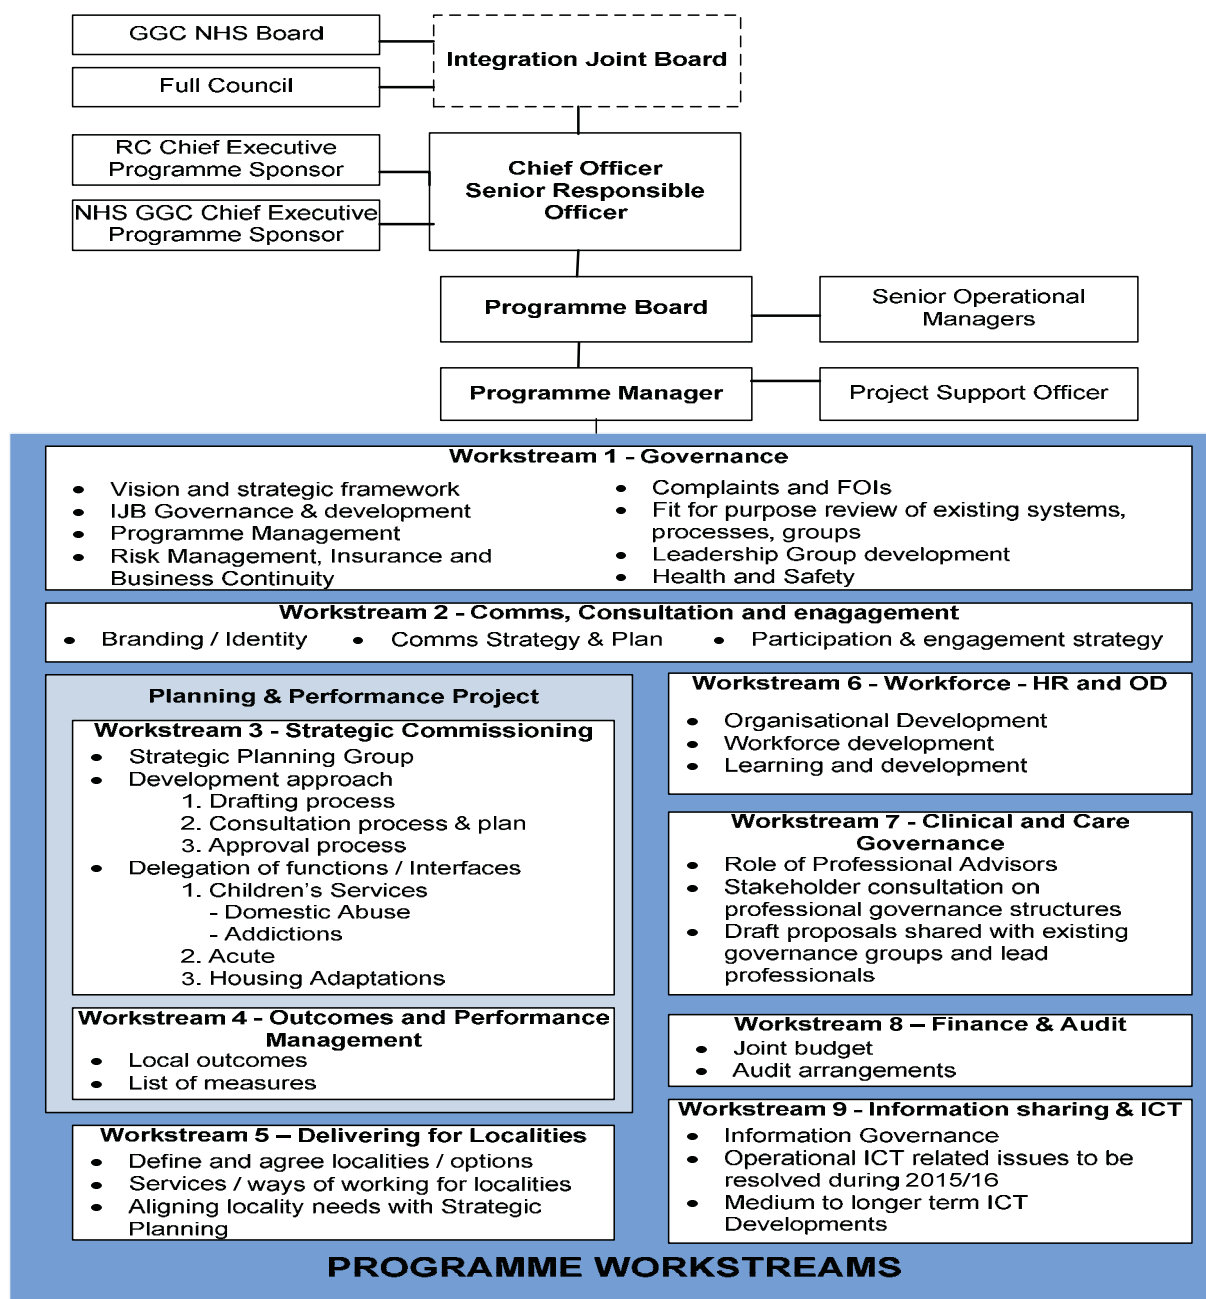 GGC NHS Board
Full Council
Integration Joint Board
RC Chief Executive
Programme Sponsor
NHS GGC Chief Executive
Programme Sponsor
Chief Officer
Senior Responsible
Officer
Programme Board
Senior Operational
Managers
Programme Manager
Project Support Officer
Workstream 1 - Governance
• Vision and strategic framework
• IJB Governance & development
• Programme Management
• Risk Management, Insurance and
Business Continuity
• Complaints and FOIs
• Fit for purpose review of existing systems,
processes, groups
• Leadership Group development
• Health and Safety
Workstream 2 - Comms, Consultation and enagagement
• Branding / Identity • Comms Strategy & Plan • Participation & engagement strategy
Planning & Performance Project
Workstream 3 - Strategic Commissioning
• Strategic Planning Group
• Development approach
1. Drafting process
2. Consultation process & plan
3. Approval process
• Delegation of functions / Interfaces
1. Children's Services
- Domestic Abuse
- Addictions
2. Acute
3. Housing Adaptations
Workstream 4 - Outcomes and Performance
Management
• Local outcomes
• List of measures
Workstream 5 – Delivering for Localities
• Define and agree localities / options
• Services / ways of working for localities
• Aligning locality needs with Strategic
Planning
Workstream 6 - Workforce - HR and OD
• Organisational Development
• Workforce development
• Learning and development
Workstream 7 - Clinical and Care
Governance
• Role of Professional Advisors
• Stakeholder consultation on
professional governance structures
• Draft proposals shared with existing
governance groups and lead
professionals
Workstream 8 – Finance & Audit
• Joint budget
• Audit arrangements
Workstream 9 - Information sharing & ICT
• Information Governance
• Operational ICT related issues to be
resolved during 2015/16
• Medium to longer term ICT
Developments
PROGRAMME WORKSTREAMS